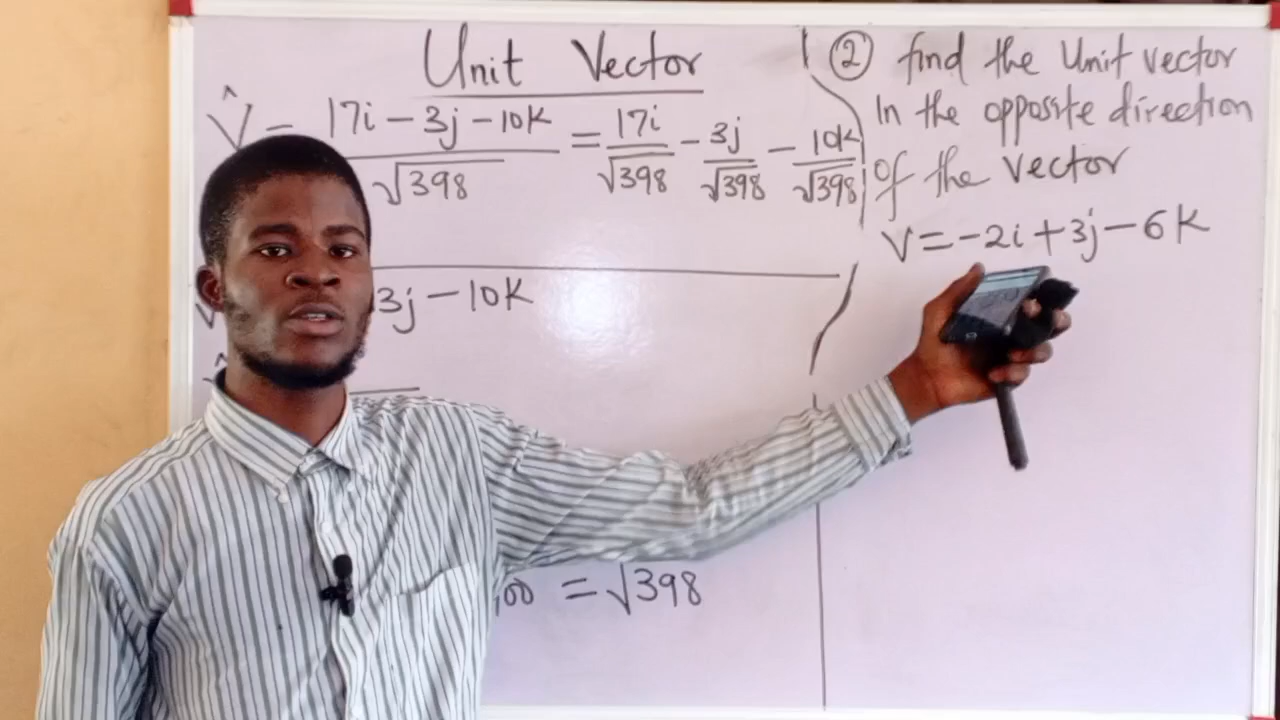 Unit Vector
V̂ = 17i − 3j − 10k / √398 = 17i/√398 − 3j/√398 − 10k/√398
3j − 10k
= √398
② find the Unit vector
In the opposite direction
of the vector
V = −2i + 3j − 6k